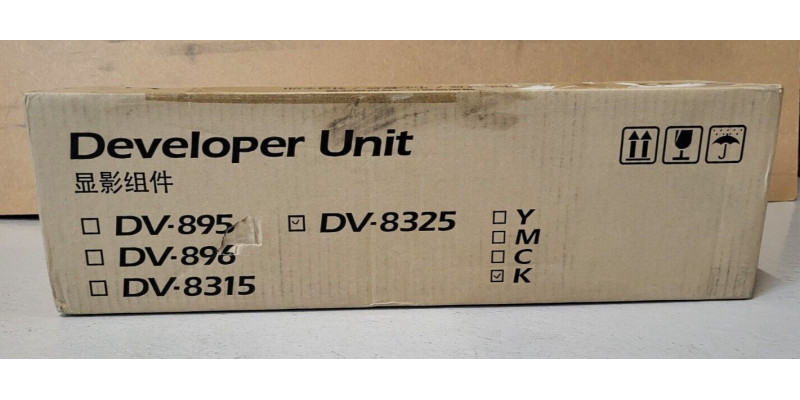 Developer Unit
显影组件
☐ DV-895
☐ DV-896
☐ DV-8315
☑ DV-8325
☐ Y
☐ M
☐ C
☑ K